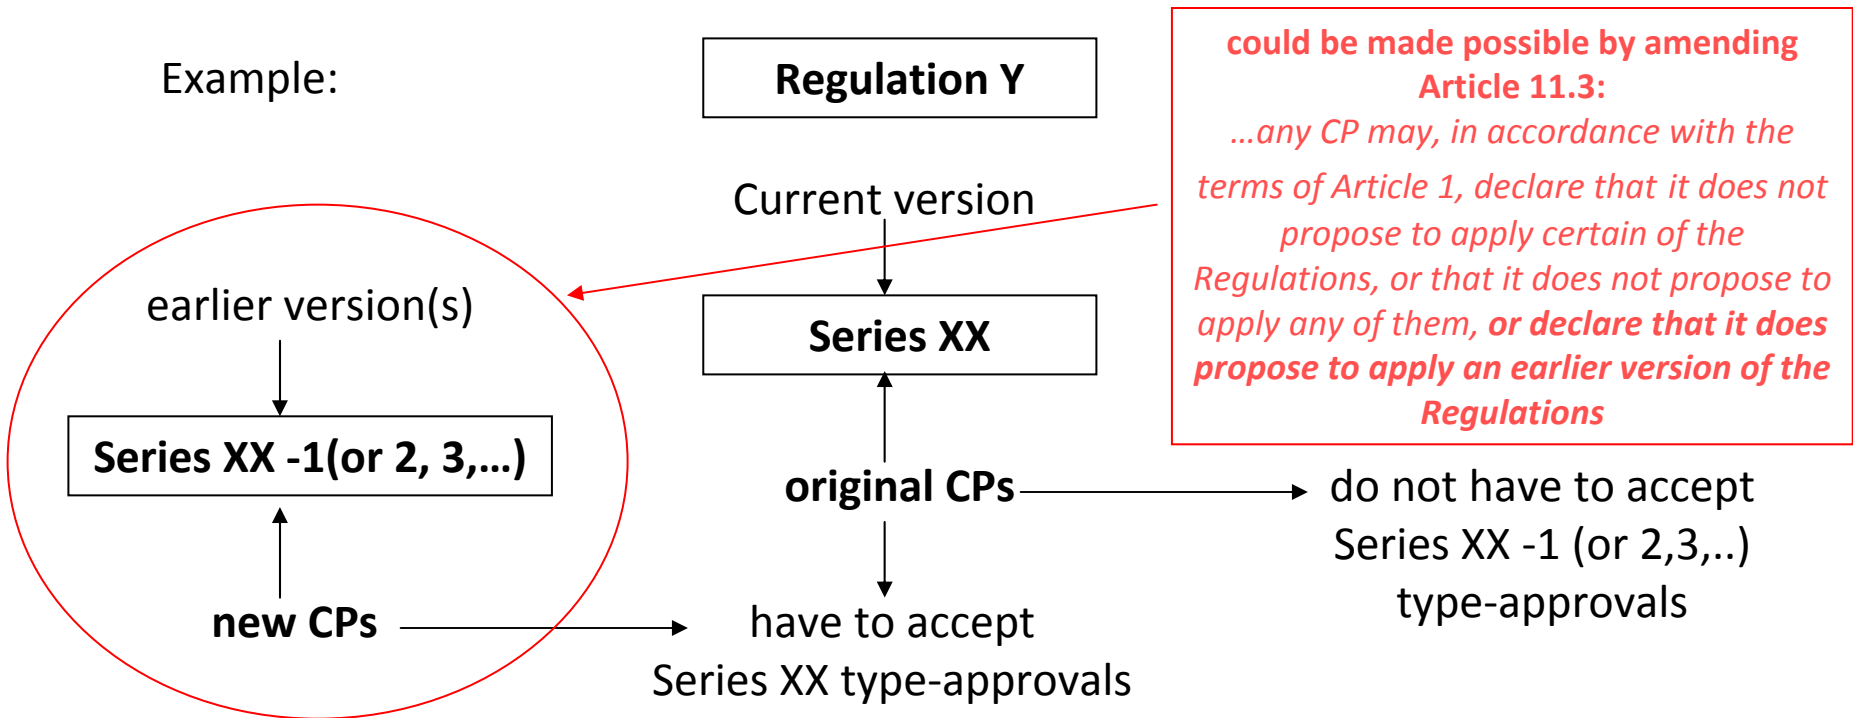 Example:
Regulation Y
could be made possible by amending
Article 11.3:
...any CP may, in accordance with the
terms of Article 1, declare that it does not
propose to apply certain of the
Regulations, or that it does not propose to
apply any of them, or declare that it does
propose to apply an earlier version of the
Regulations
Current version
earlier version(s)
Series XX
Series XX -1(or 2, 3,...)
original CPs
do not have to accept
Series XX -1 (or 2,3,..)
type-approvals
new CPs
have to accept
Series XX type-approvals